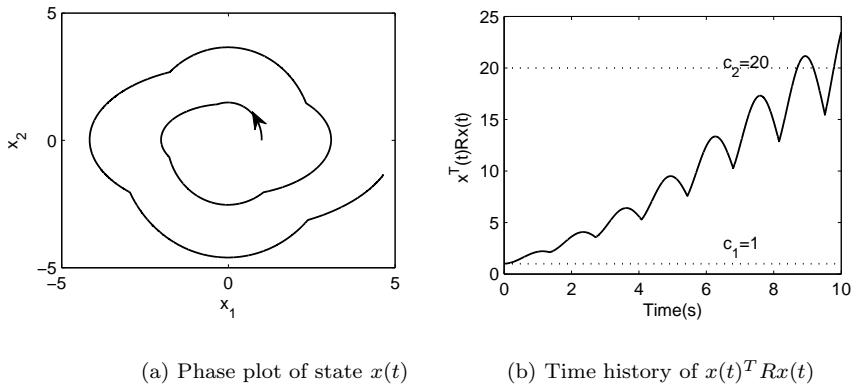 5
0
−5
x₂
−5
0
5
x₁
25
20
15
10
5
0
xᵀ(t)Rx(t)
c₂=20
c₁=1
0
2
4
6
8
10
Time(s)
(a) Phase plot of state x(t)
(b) Time history of x(t)ᵀRx(t)